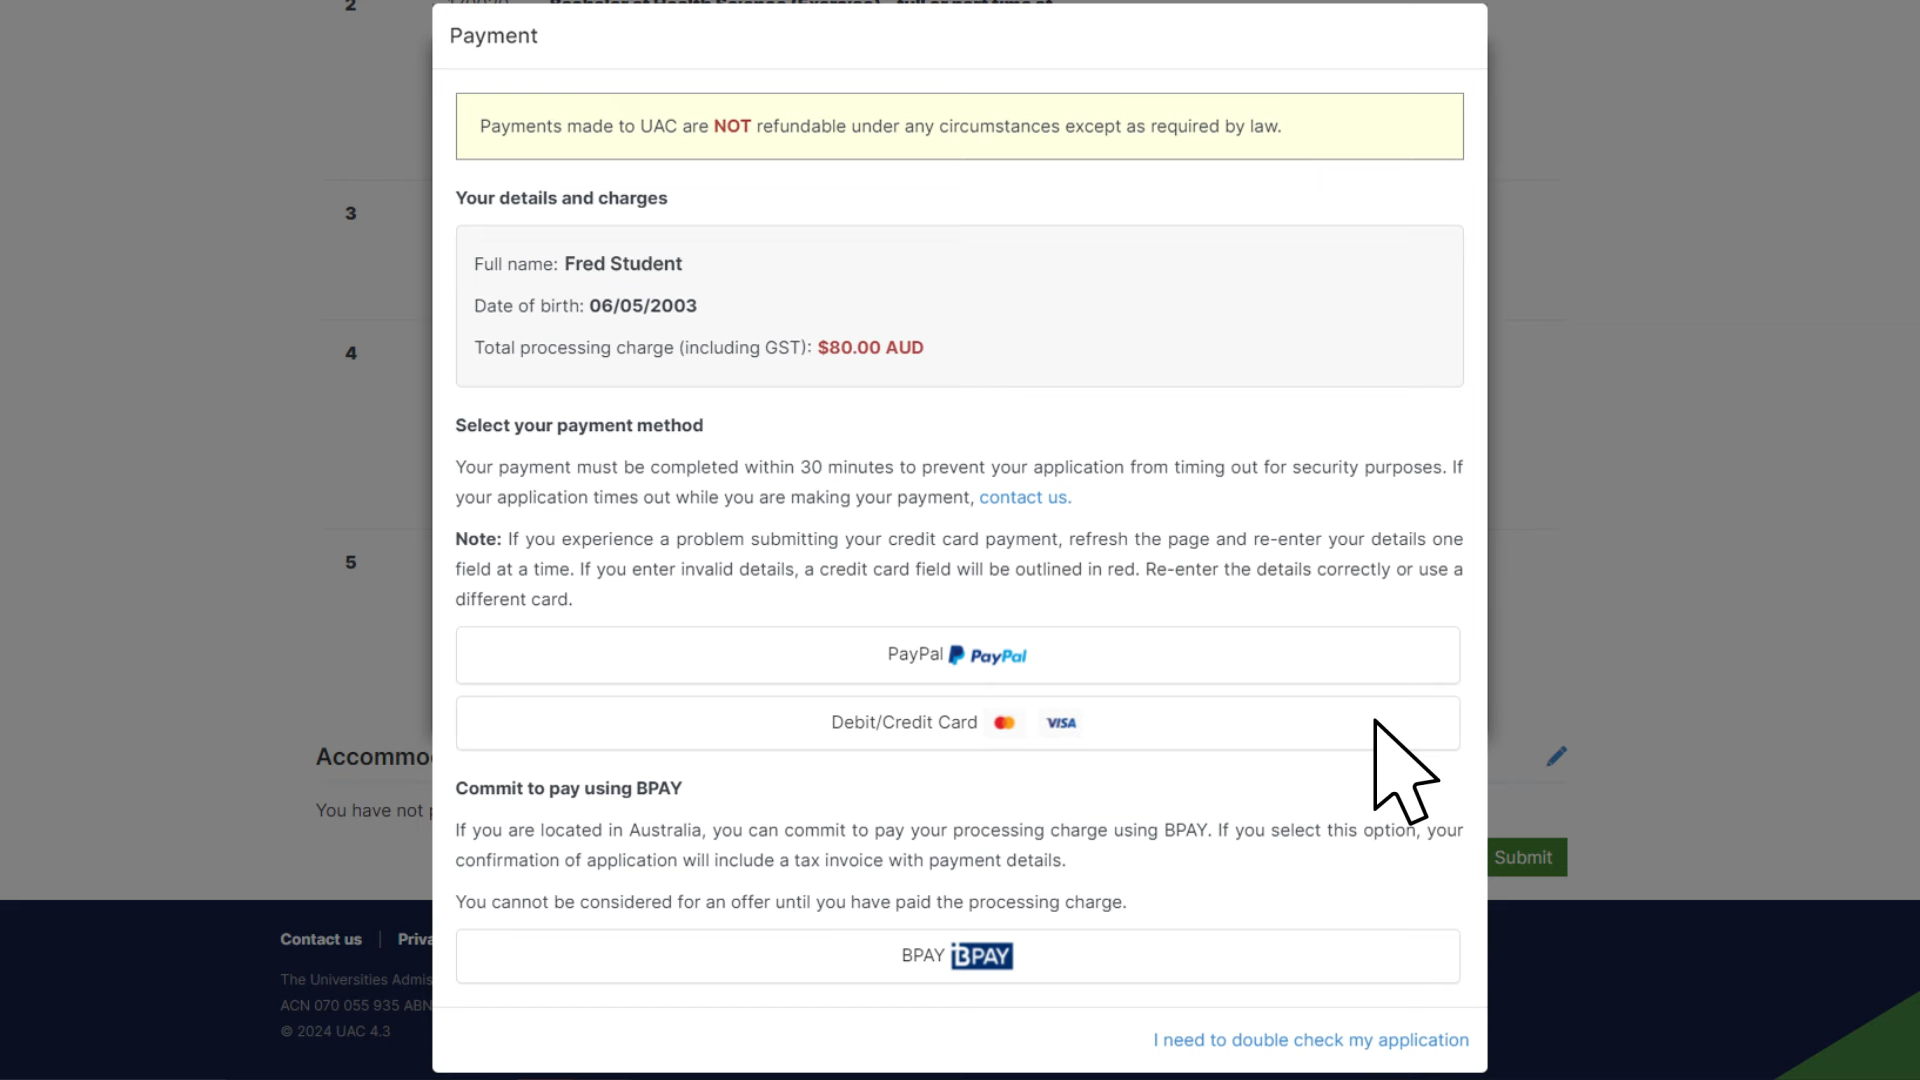 2
Payment
Payments made to UAC are NOT refundable under any circumstances except as required by law.
Your details and charges
3
Full name: Fred Student
Date of birth: 06/05/2003
Total processing charge (including GST): $80.00 AUD
4
Select your payment method
Your payment must be completed within 30 minutes to prevent your application from timing out for security purposes. If
your application times out while you are making your payment, contact us.
Note: If you experience a problem submitting your credit card payment, refresh the page and re-enter your details one
field at a time. If you enter invalid details, a credit card field will be outlined in red. Re-enter the details correctly or use a
different card.
5
PayPal PayPal
Debit/Credit Card VISA
Accommo
Commit to pay using BPAY
You have not
If you are located in Australia, you can commit to pay your processing charge using BPAY. If you select this option, your
confirmation of application will include a tax invoice with payment details.
Submit
You cannot be considered for an offer until you have paid the processing charge.
BPAY BPAY
Contact us | Priva
The Universities Admis
ACN 070 055 935 ABN
© 2024 UAC 4.3
I need to double check my application